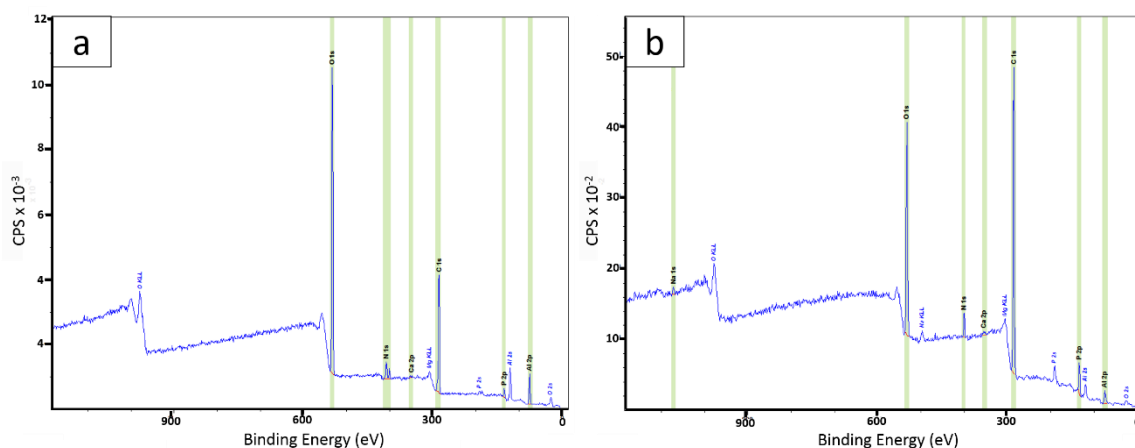 a
12
10
8
6
4
4
CPS x 10-3
O KLL
O 1s
N 1s
Ca 2p
Mg KLL
C 1s
P 2s
P 2p
Al 2s
Al 2p
O 2s
900
600
300
0
Binding Energy (eV)
b
50
40
30
20
10
CPS x 10-2
Na 1s
O KLL
O 1s
Na KLL
N 1s
Ca 2p
Mg KLL
C 1s
P 2s
P 2p
Al 2s
Al 2p
O 2s
900
600
300
Binding Energy (eV)